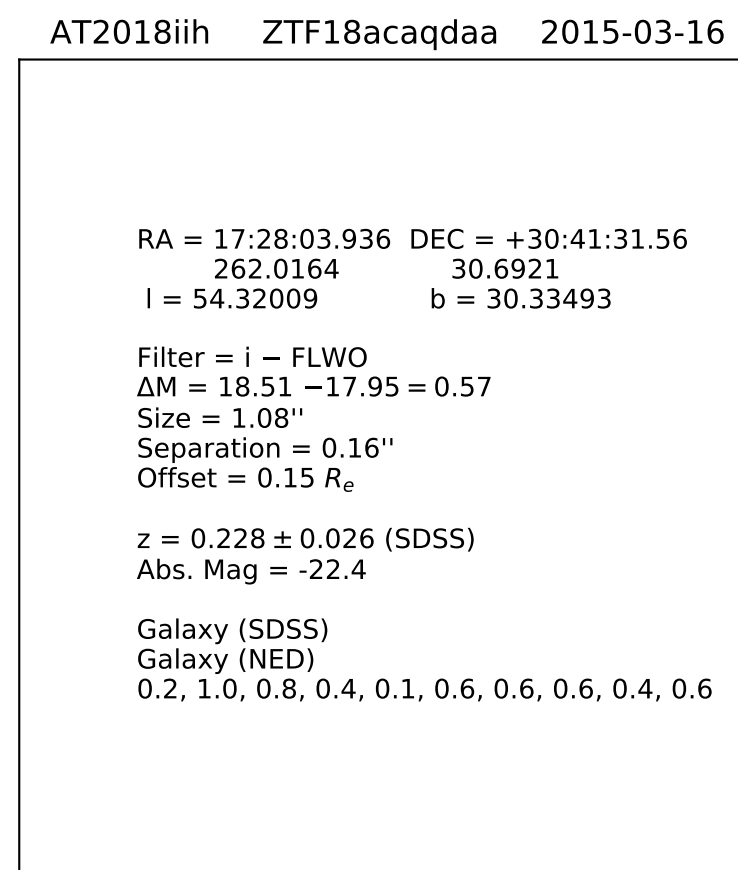 AT2018iih ZTF18acaqdaa 2015-03-16
RA = 17:28:03.936 DEC = +30:41:31.56
262.0164 30.6921
l = 54.32009 b = 30.33493
Filter = i − FLWO
ΔM = 18.51 −17.95 = 0.57
Size = 1.08''
Separation = 0.16''
Offset = 0.15 Re
z = 0.228 ± 0.026 (SDSS)
Abs. Mag = -22.4
Galaxy (SDSS)
Galaxy (NED)
0.2, 1.0, 0.8, 0.4, 0.1, 0.6, 0.6, 0.6, 0.4, 0.6